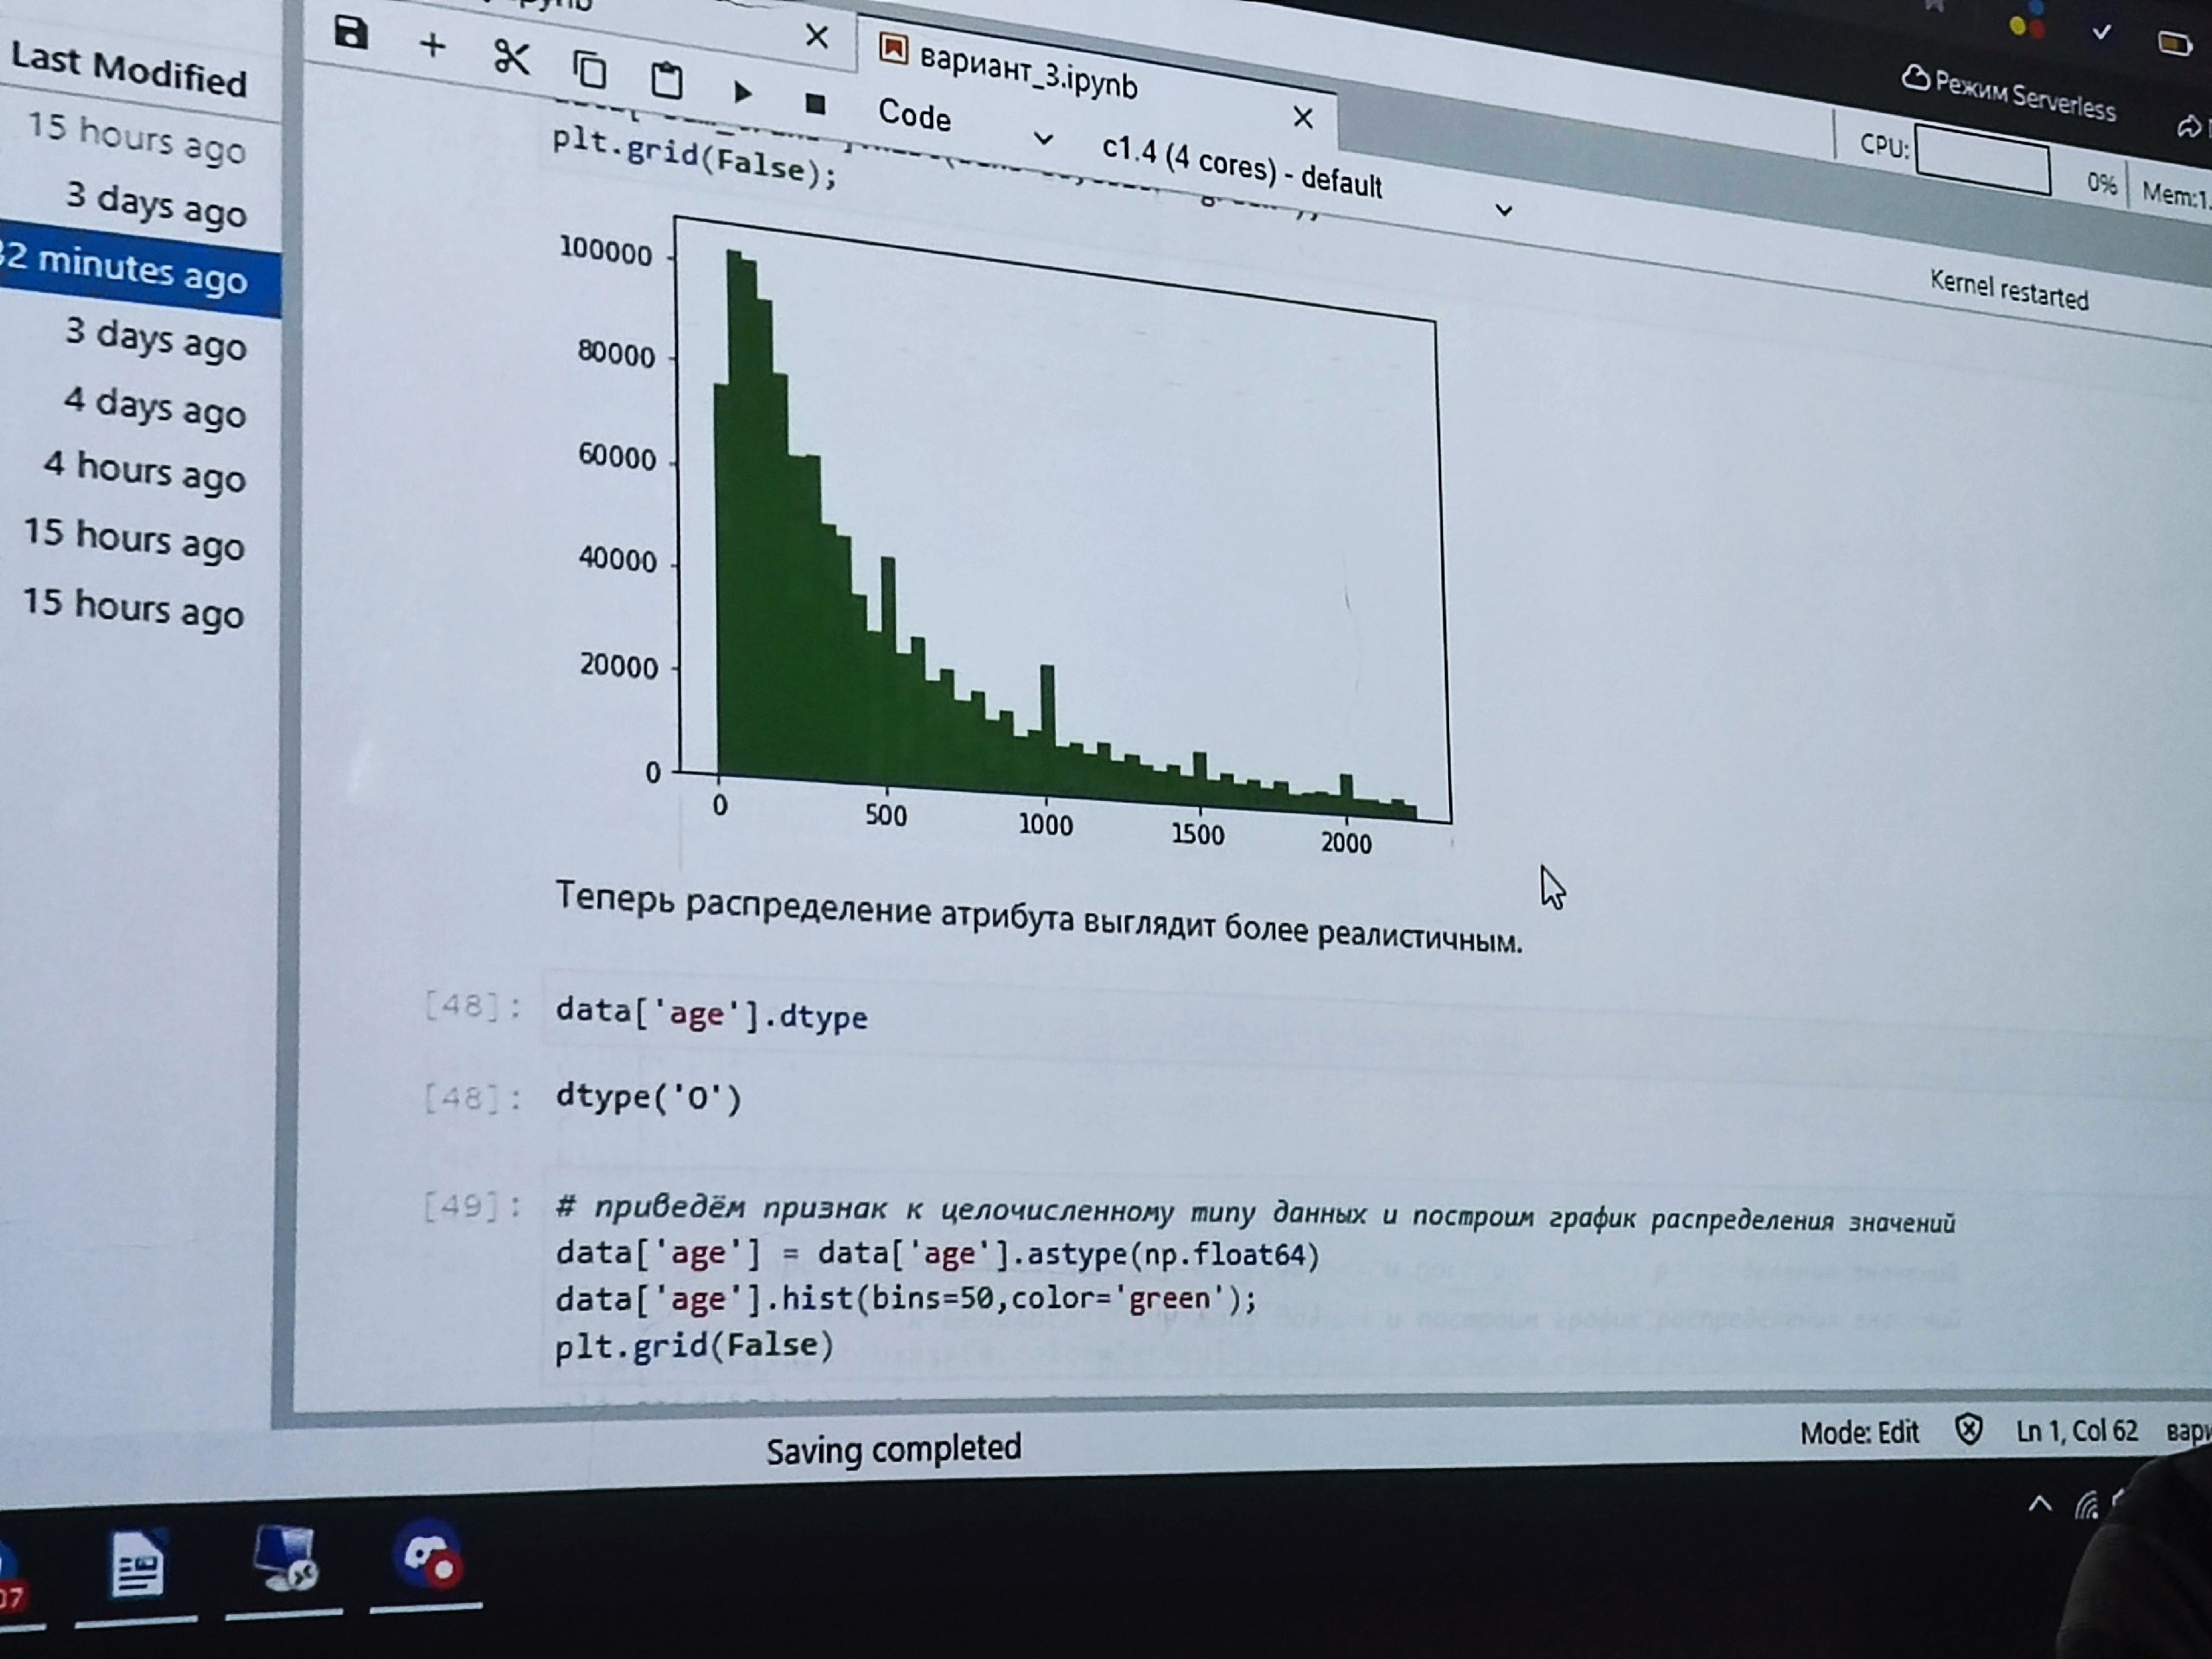 Last Modified
15 hours ago
3 days ago
32 minutes ago
3 days ago
4 days ago
4 hours ago
15 hours ago
15 hours ago
вариант_3.ipynb
Режим Serverless
Code
c1.4 (4 cores) - default
CPU:
0%
Mem:1.
Kernel restarted
plt.grid(False);
100000
80000
60000
40000
20000
0
0 500 1000 1500 2000
Теперь распределение атрибута выглядит более реалистичным.
[48]: data['age'].dtype
[48]: dtype('O')
[49]: # приведём признак к целочисленному типу данных и построим график распределения значений
data['age'] = data['age'].astype(np.float64)
data['age'].hist(bins=50,color='green');
plt.grid(False)
Saving completed
Mode: Edit
Ln 1, Col 62
07